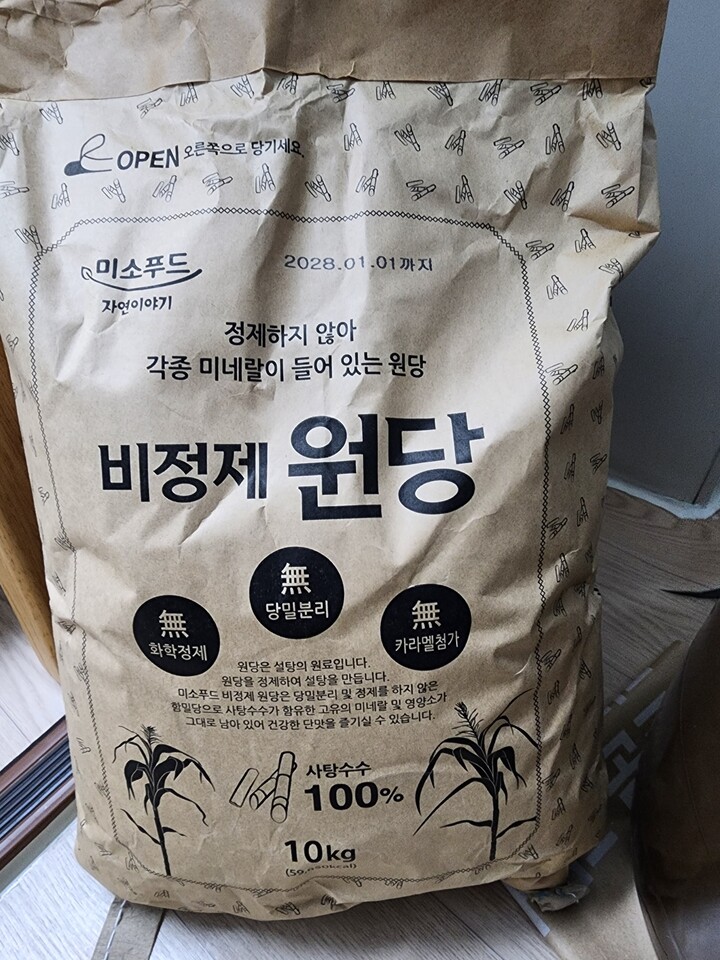 OPEN 오른쪽으로 당기세요.
미소푸드
자연이야기
2028.01.01까지
정제하지 않아
각종 미네랄이 들어 있는 원당
비정제 원당
無
화학정제
無
당밀분리
無
카라멜첨가
원당은 설탕의 원료입니다.
원당을 정제하여 설탕을 만듭니다.
미소푸드 비정제 원당은 당밀분리 및 정제를 하지 않은
함밀당으로 사탕수수가 함유한 고유의 미네랄 및 영양소가
그대로 남아 있어 건강한 단맛을 즐기실 수 있습니다.
사탕수수
100%
10kg